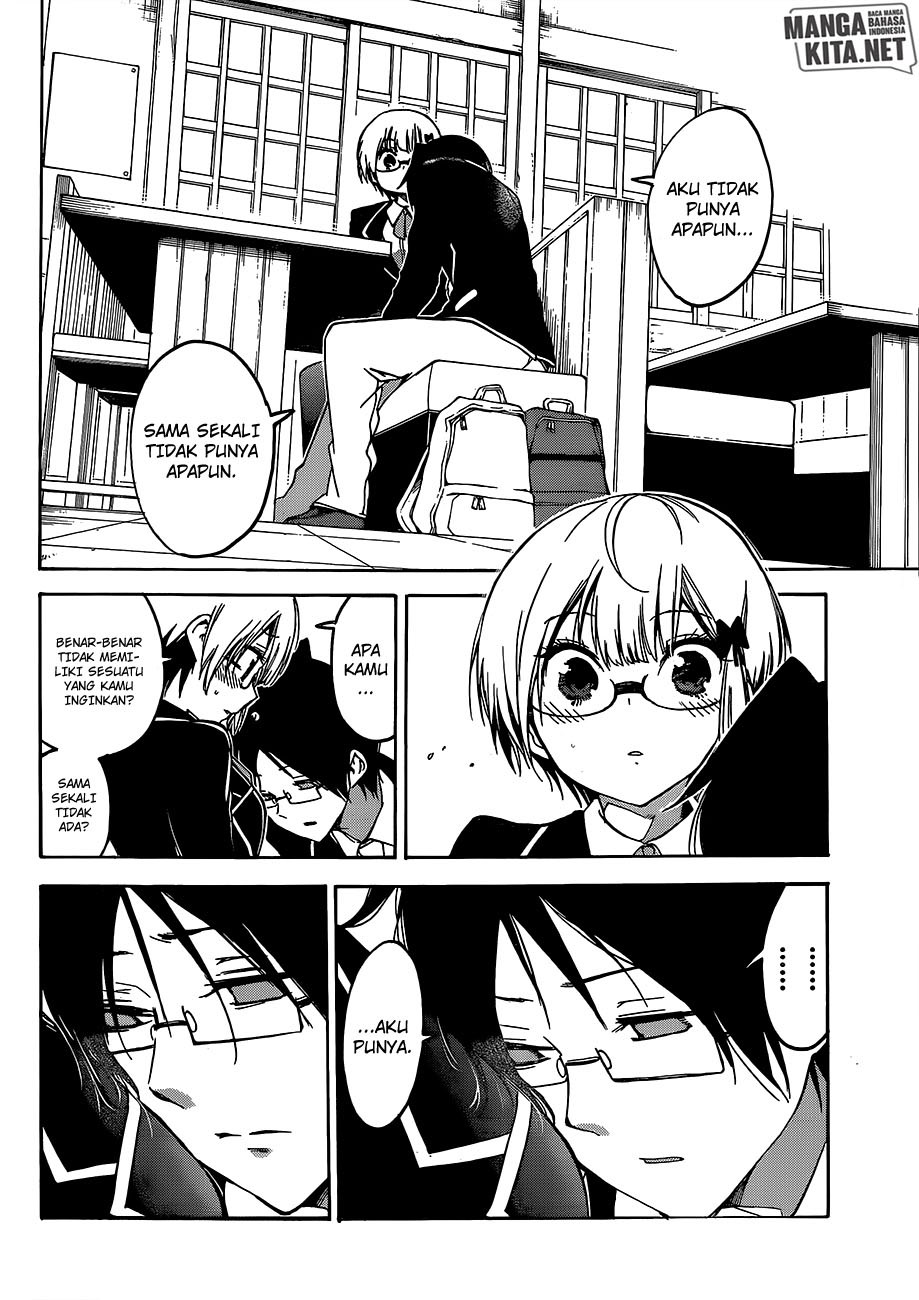 MANGA
KITA.NET
BACA MANGA
BAHASA
INDONESIA
AKU TIDAK
PUNYA
APAPUN...
SAMA SEKALI
TIDAK PUNYA
APAPUN.
APA
KAMU
...
BENAR-BENAR
TIDAK MEMI-
LIKI SESUATU
YANG KAMU
INGINKAN?
SAMA
SEKALI
TIDAK
ADA?
........
...AKU
PUNYA.